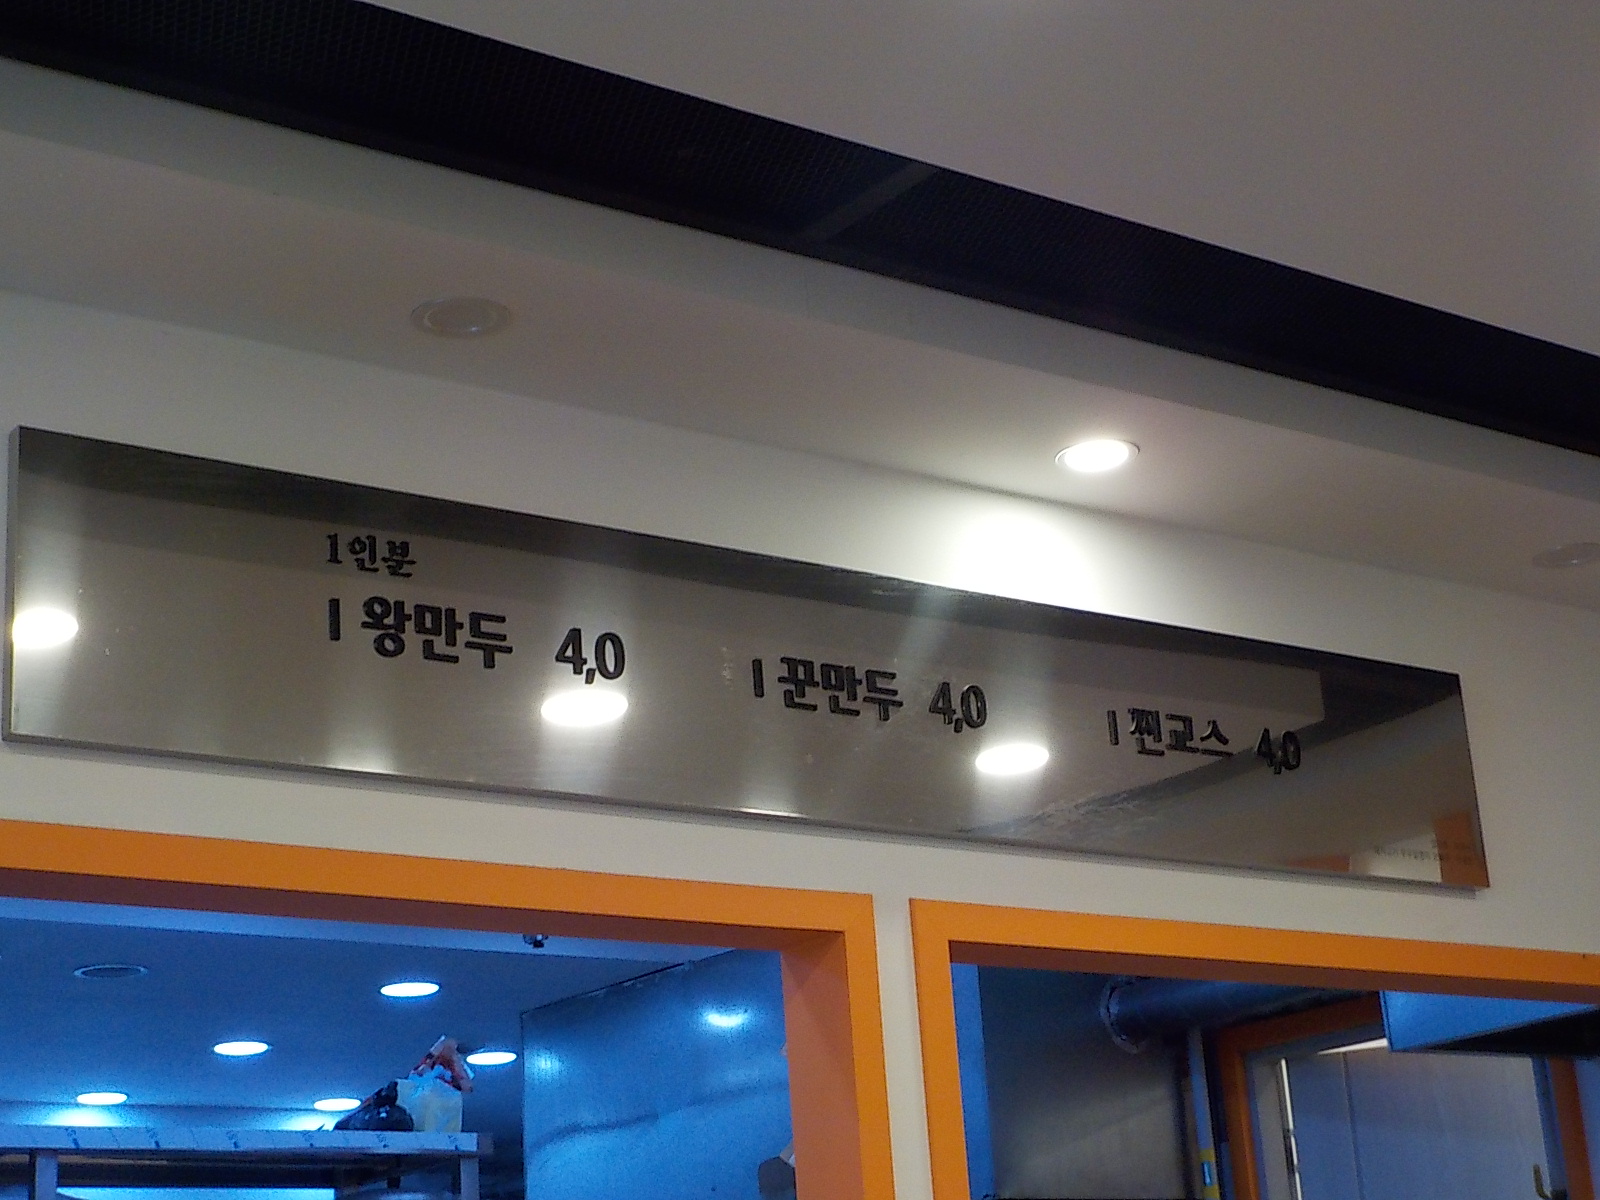 1인분
| 왕만두 4,0
| 꾼만두 4,0
| 찐교스 4,0